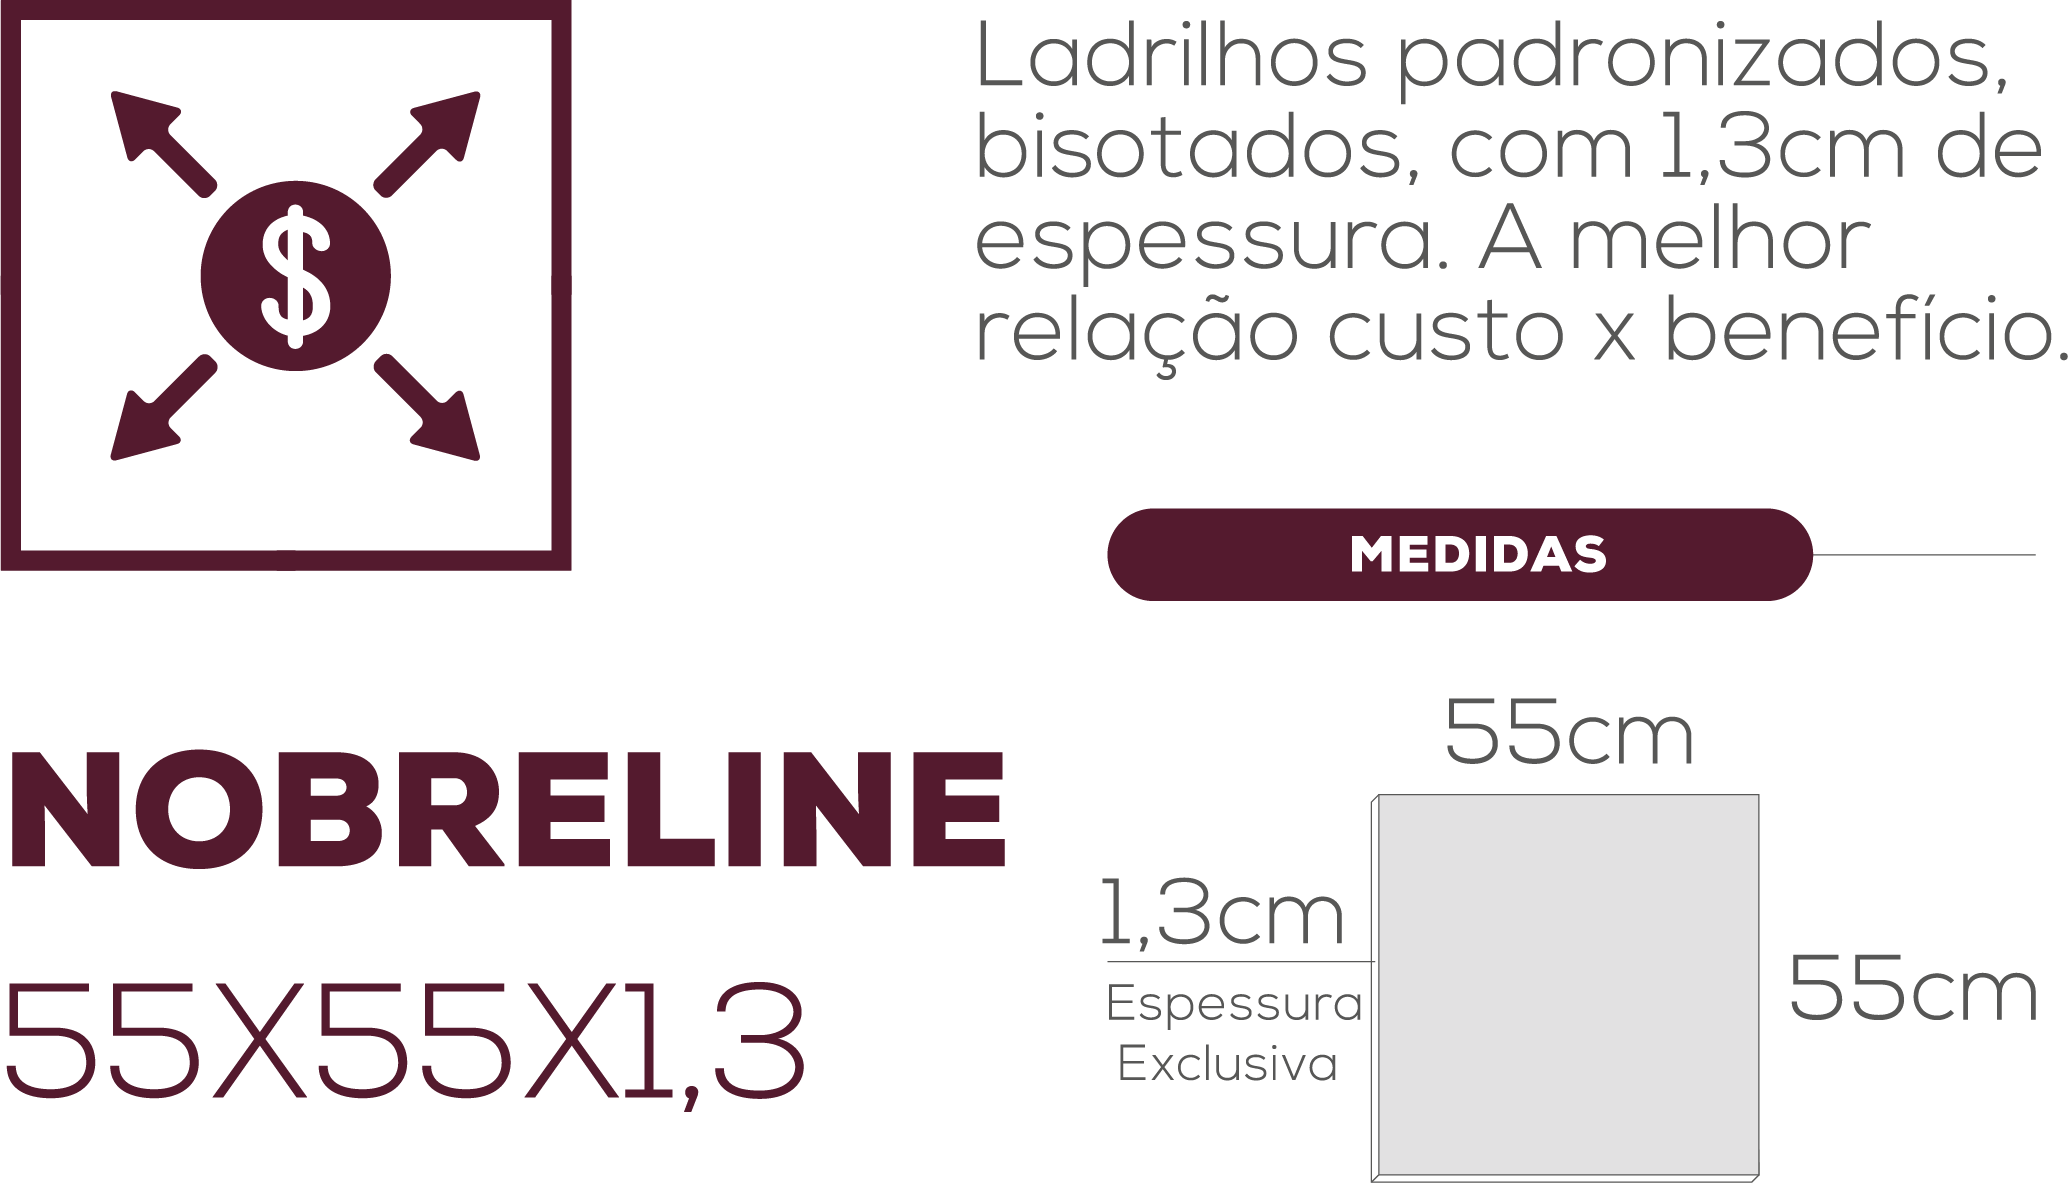 $
Ladrilhos padronizados,
bisotados, com 1,3cm de
espessura. A melhor
relação custo x benefício.
MEDIDAS
NOBRELINE
55X55X1,3
55cm
1,3cm
Espessura
Exclusiva
55cm